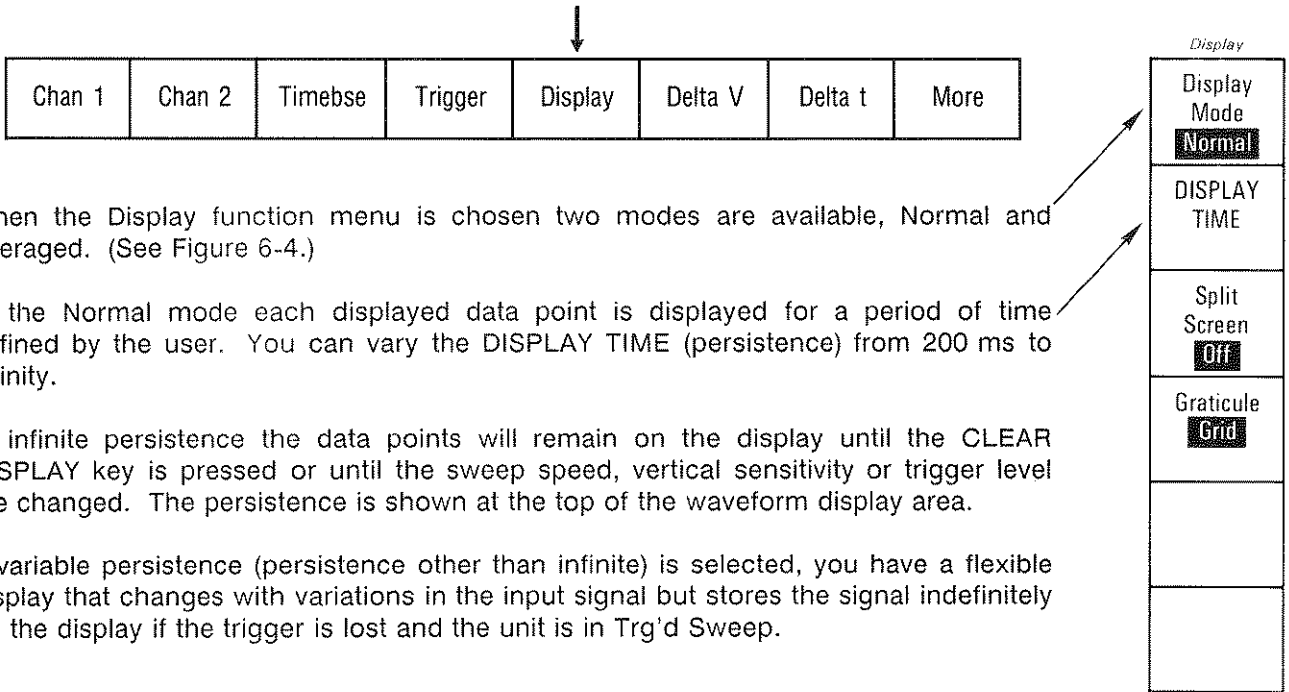 Chan 1 Chan 2 Timebse Trigger Display Delta V Delta t More
hen the Display function menu is chosen two modes are available, Normal and
eraged. (See Figure 6-4.)
the Normal mode each displayed data point is displayed for a period of time
fined by the user. You can vary the DISPLAY TIME (persistence) from 200 ms to
inity.
infinite persistence the data points will remain on the display until the CLEAR
SPLAY key is pressed or until the sweep speed, vertical sensitivity or trigger level
e changed. The persistence is shown at the top of the waveform display area.
variable persistence (persistence other than infinite) is selected, you have a flexible
splay that changes with variations in the input signal but stores the signal indefinitely
the display if the trigger is lost and the unit is in Trg'd Sweep.
Display
Display
Mode
Normal
DISPLAY
TIME
Split
Screen
Off
Graticule
Grid